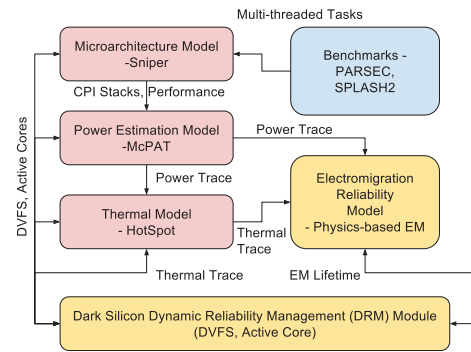 Multi-threaded Tasks
Microarchitecture Model
-Sniper
Benchmarks -
PARSEC,
SPLASH2
CPI Stacks, Performance
Power Estimation Model
-McPAT
Power Trace
Power Trace
DVFS, Active Cores
Electromigration
Reliability
Model
- Physics-based EM
Thermal Model
- HotSpot
Thermal
Trace
Thermal Trace
EM Lifetime
Dark Silicon Dynamic Reliability Management (DRM) Module
(DVFS, Active Core)